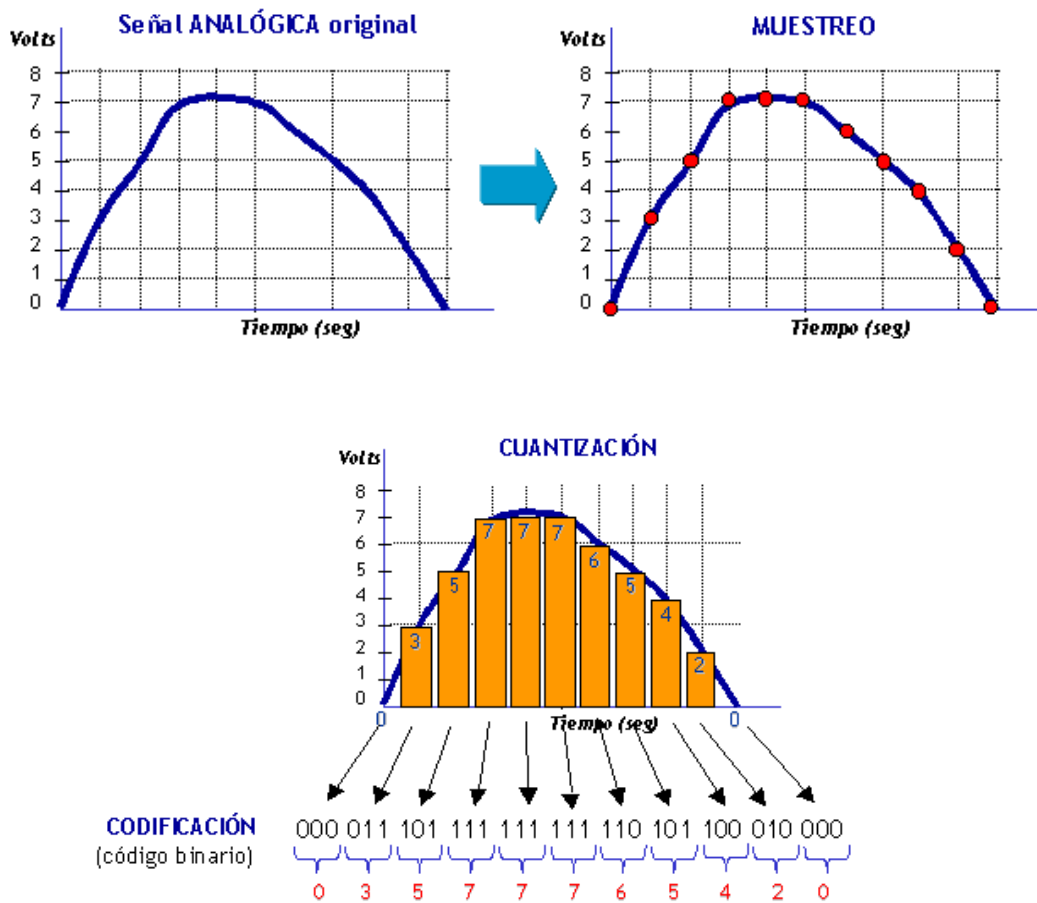 Señal ANALÓGICA original
Volts
8
7
6
5
4
3
2
1
0
Tiempo (seg)
MUESTREO
Volts
8
7
6
5
4
3
2
1
0
Tiempo (seg)
CUANTIZACIÓN
Volts
8
7
6
5
4
3
2
1
0
3 5 7 7 7 6 5 4 2
0 0
Tiempo (seg)
CODIFICACIÓN 000 011 101 111 111 111 110 101 100 010 000
(código binario)
0 3 5 7 7 7 6 5 4 2 0